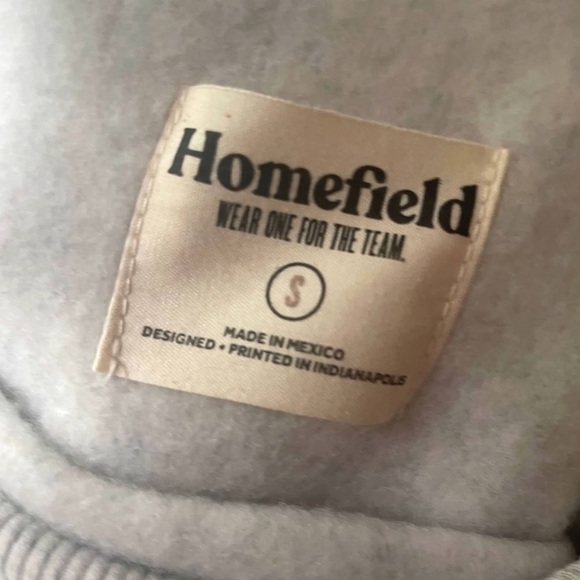 Homefield
WEAR ONE FOR THE TEAM.
S
MADE IN MEXICO
DESIGNED • PRINTED IN INDIANAPOLIS